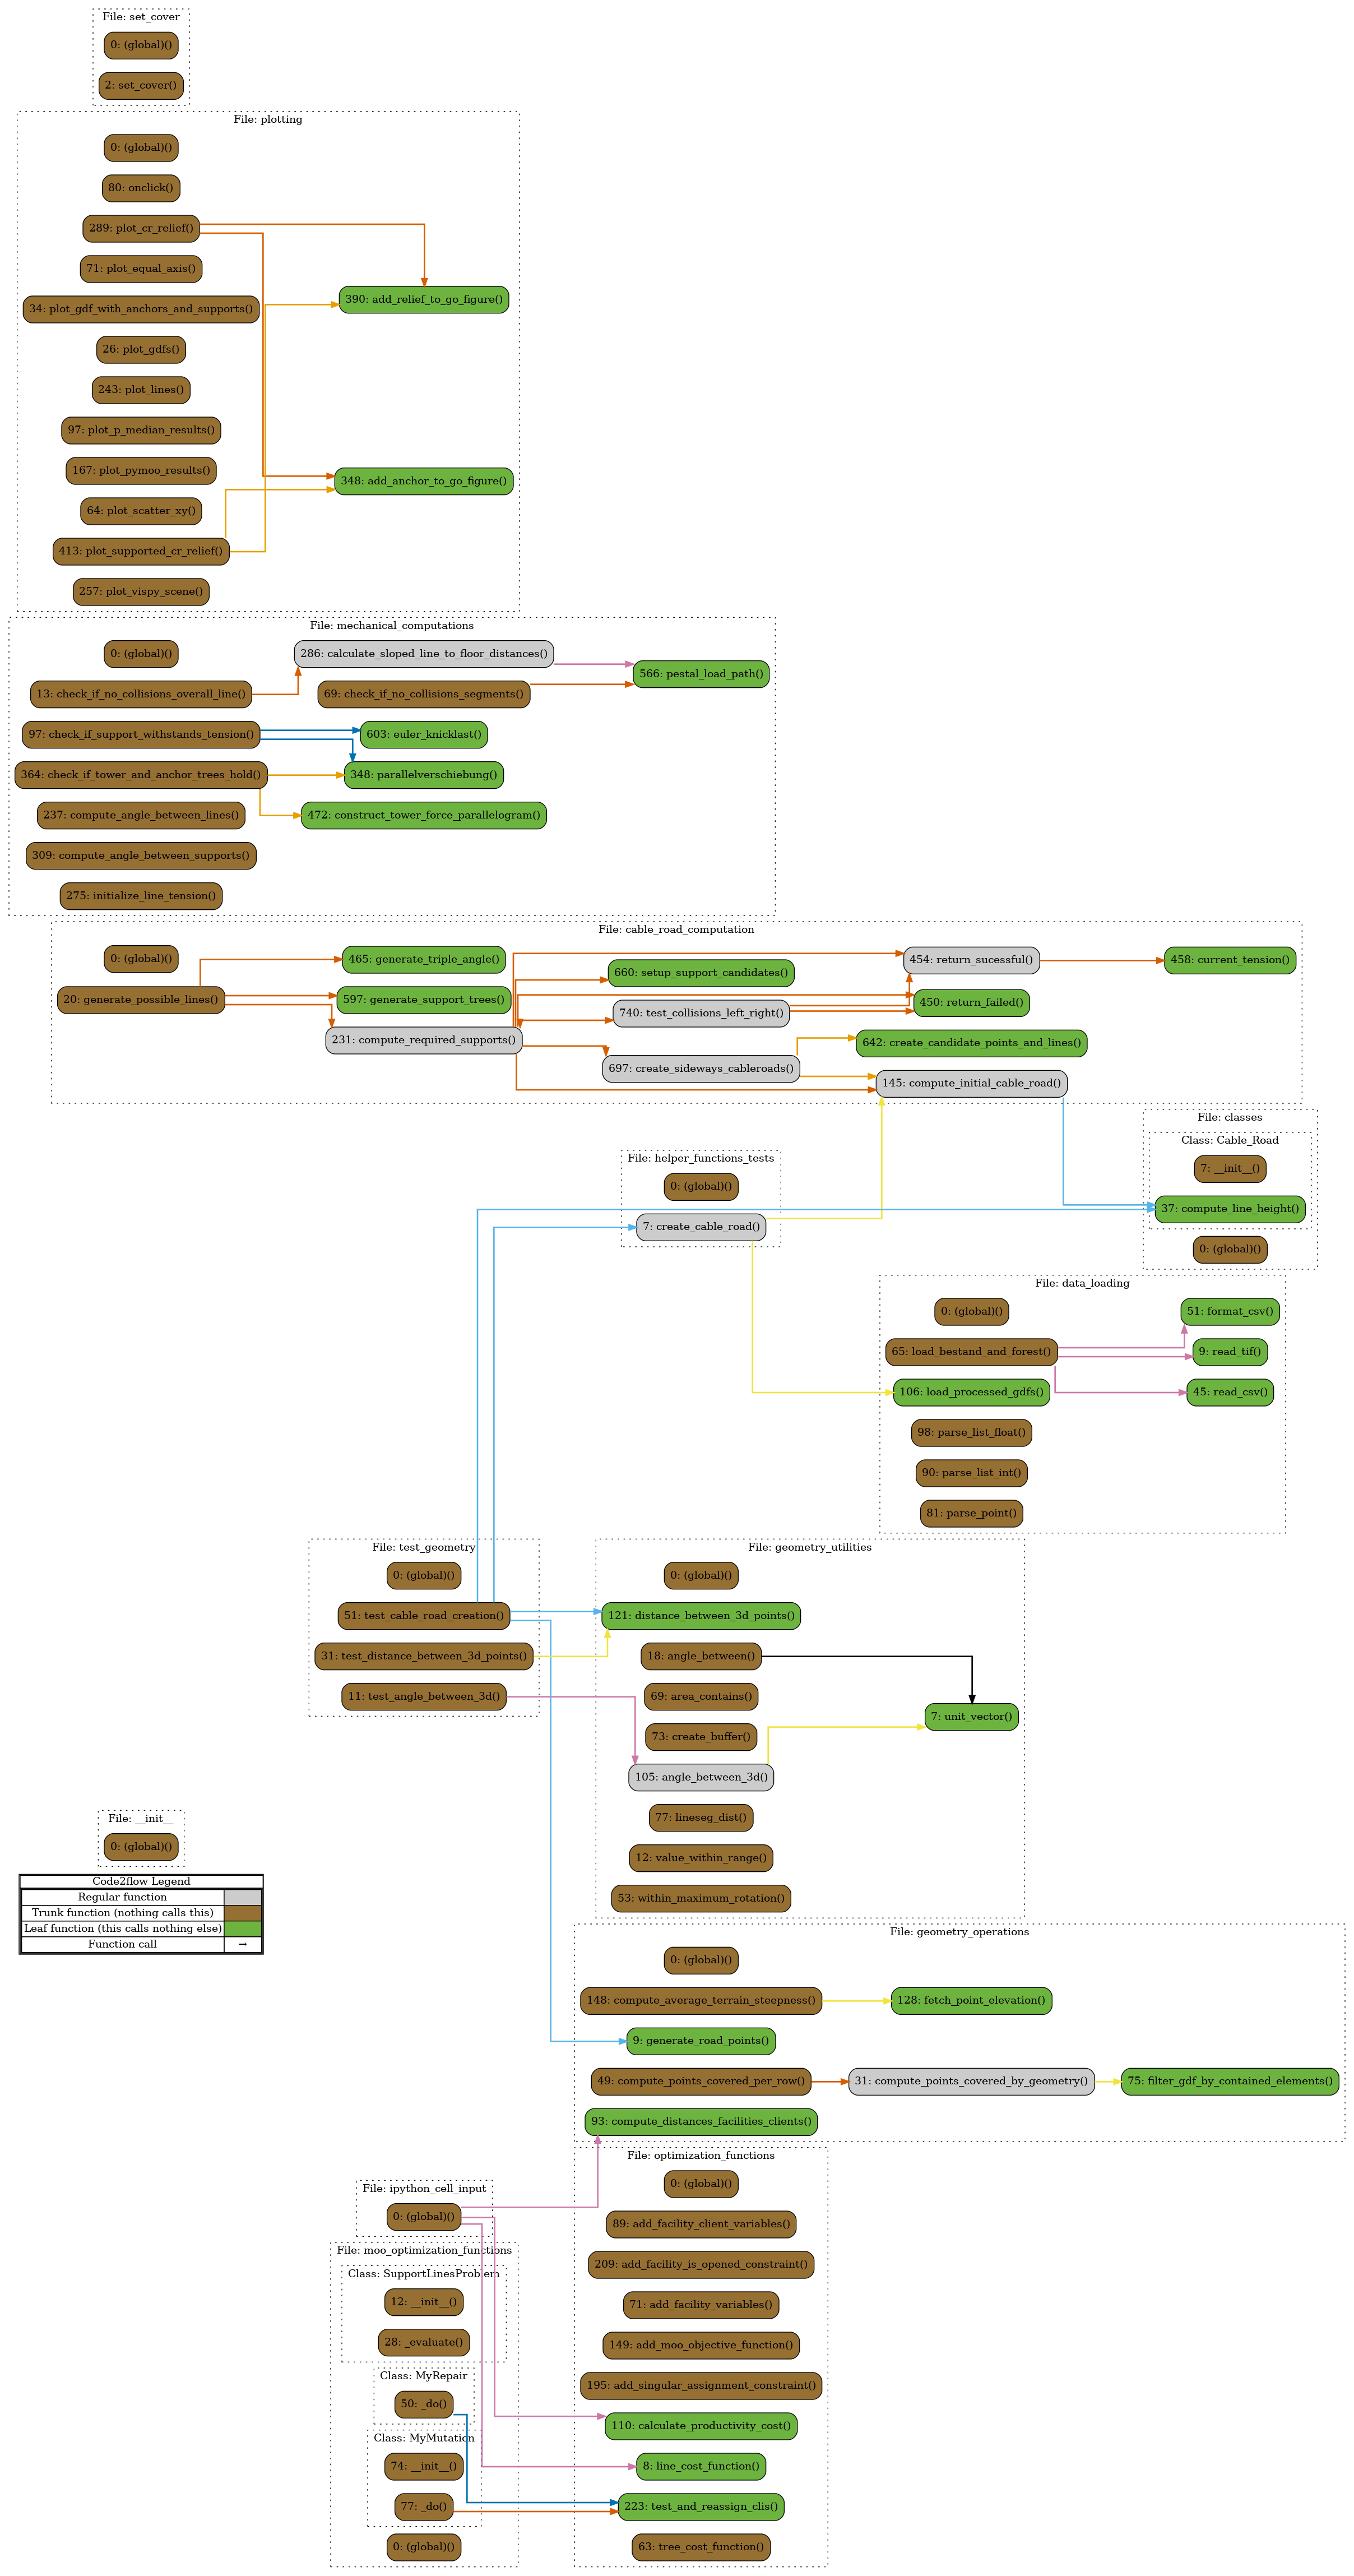 File: set_cover
0: (global)()
2: set_cover()
File: plotting
0: (global)()
80: onclick()
289: plot_cr_relief()
71: plot_equal_axis()
390: add_relief_to_go_figure()
34: plot_gdf_with_anchors_and_supports()
26: plot_gdfs()
243: plot_lines()
97: plot_p_median_results()
167: plot_pymoo_results()
348: add_anchor_to_go_figure()
64: plot_scatter_xy()
413: plot_supported_cr_relief()
257: plot_vispy_scene()
File: mechanical_computations
0: (global)()
286: calculate_sloped_line_to_floor_distances()
566: pestal_load_path()
13: check_if_no_collisions_overall_line()
69: check_if_no_collisions_segments()
97: check_if_support_withstands_tension()
603: euler_knicklast()
364: check_if_tower_and_anchor_trees_hold()
348: parallelverschiebung()
237: compute_angle_between_lines()
472: construct_tower_force_parallelogram()
309: compute_angle_between_supports()
275: initialize_line_tension()
File: cable_road_computation
0: (global)()
465: generate_triple_angle()
454: return_sucessful()
458: current_tension()
660: setup_support_candidates()
20: generate_possible_lines()
597: generate_support_trees()
450: return_failed()
740: test_collisions_left_right()
231: compute_required_supports()
642: create_candidate_points_and_lines()
697: create_sideways_cableroads()
145: compute_initial_cable_road()
File: classes
Class: Cable_Road
7: __init__()
37: compute_line_height()
0: (global)()
File: helper_functions_tests
0: (global)()
7: create_cable_road()
File: data_loading
0: (global)()
51: format_csv()
65: load_bestand_and_forest()
9: read_tif()
106: load_processed_gdfs()
45: read_csv()
98: parse_list_float()
90: parse_list_int()
81: parse_point()
File: test_geometry
0: (global)()
51: test_cable_road_creation()
31: test_distance_between_3d_points()
11: test_angle_between_3d()
File: geometry_utilities
0: (global)()
121: distance_between_3d_points()
18: angle_between()
69: area_contains()
7: unit_vector()
73: create_buffer()
105: angle_between_3d()
77: lineseg_dist()
12: value_within_range()
53: within_maximum_rotation()
File: __init__
0: (global)()
Code2flow Legend
Regular function
Trunk function (nothing calls this)
Leaf function (this calls nothing else)
Function call →
File: geometry_operations
0: (global)()
148: compute_average_terrain_steepness()
128: fetch_point_elevation()
9: generate_road_points()
49: compute_points_covered_per_row()
31: compute_points_covered_by_geometry()
75: filter_gdf_by_contained_elements()
93: compute_distances_facilities_clients()
File: optimization_functions
0: (global)()
89: add_facility_client_variables()
209: add_facility_is_opened_constraint()
71: add_facility_variables()
149: add_moo_objective_function()
195: add_singular_assignment_constraint()
110: calculate_productivity_cost()
8: line_cost_function()
223: test_and_reassign_clis()
63: tree_cost_function()
File: ipython_cell_input
0: (global)()
File: moo_optimization_functions
Class: SupportLinesProblem
12: __init__()
28: _evaluate()
Class: MyRepair
50: _do()
Class: MyMutation
74: __init__()
77: _do()
0: (global)()